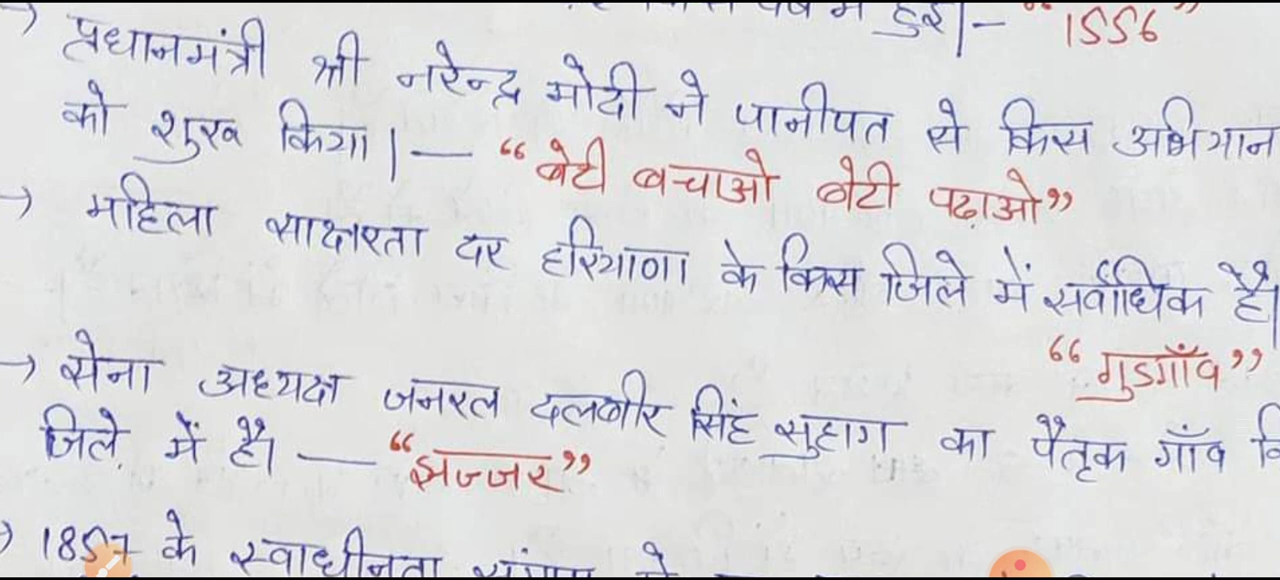 हुई।- "1556"
→ प्रधानमंत्री श्री नरेन्द्र मोदी ने पानीपत से किस अभियान
को शुरू किया। — "बेटी बचाओ बेटी पढ़ाओ"
→ महिला साक्षरता दर हरियाणा के किस जिले में सर्वाधिक है।
"गुडगाँव"
→ सेना अध्यक्ष जनरल दलबीर सिंह सुहाग का पैतृक गाँव
जिले में है। — "झज्जर"
→ 1857 के स्वाधीनता